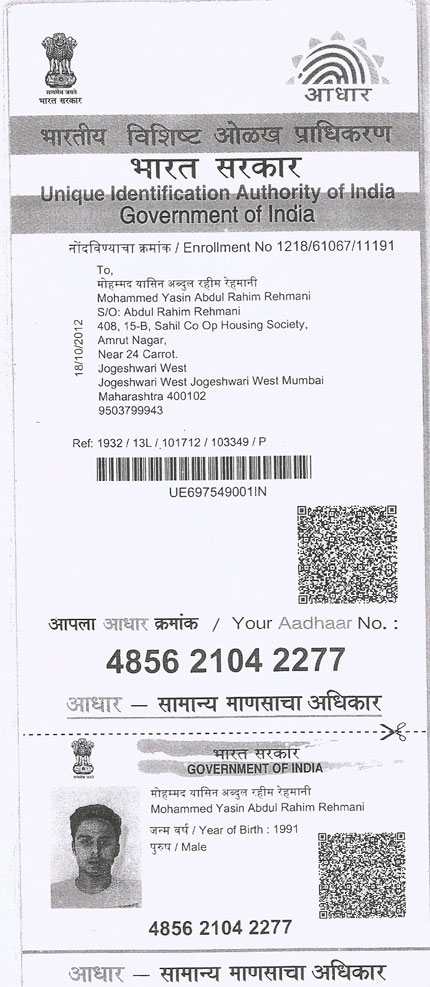 सत्यमेव जयते
भारत सरकार
आधार
भारतीय विशिष्ट ओळख प्राधिकरण
भारत सरकार
Unique Identification Authority of India
Government of India
नोंदविण्याचा क्रमांक / Enrollment No 1218/61067/11191
18/10/2012
To,
मोहम्मद यासिन अब्दुल रहीम रेहमानी
Mohammed Yasin Abdul Rahim Rehmani
S/O: Abdul Rahim Rehmani
408, 15-B, Sahil Co Op Housing Society,
Amrut Nagar,
Near 24 Carrot.
Jogeshwari West
Jogeshwari West Jogeshwari West Mumbai
Maharashtra 400102
9503799943
Ref: 1932 / 13L / 101712 / 103349 / P
UE697549001IN
आपला आधार क्रमांक / Your Aadhaar No. :
4856 2104 2277
आधार — सामान्य माणसाचा अधिकार
भारत सरकार
GOVERNMENT OF INDIA
मोहम्मद यासिन अब्दुल रहीम रेहमानी
Mohammed Yasin Abdul Rahim Rehmani
जन्म वर्ष / Year of Birth : 1991
पुरुष / Male
4856 2104 2277
आधार — सामान्य माणसाचा अधिकार